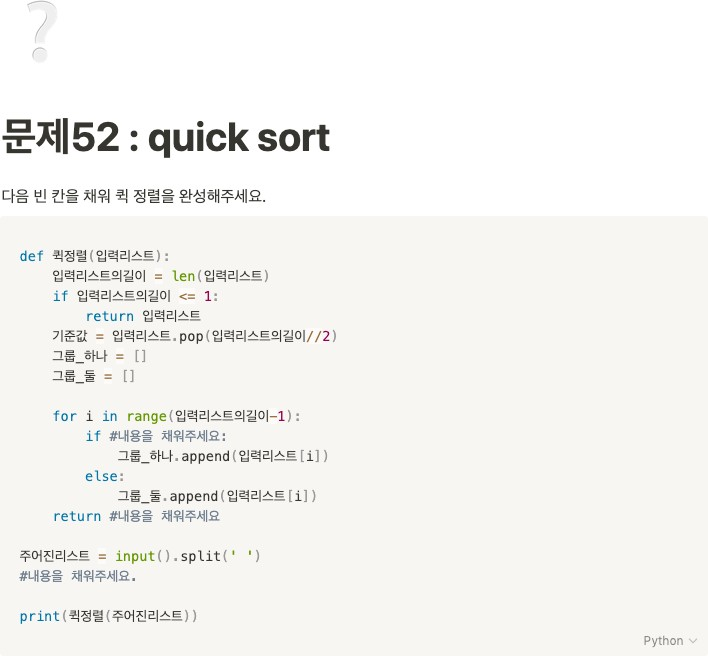 문제52 : quick sort
다음 빈 칸을 채워 퀵 정렬을 완성해주세요.
def 퀵정렬(입력리스트):
    입력리스트의길이 = len(입력리스트)
    if 입력리스트의길이 <= 1:
        return 입력리스트
    기준값 = 입력리스트.pop(입력리스트의길이//2)
    그룹_하나 = []
    그룹_둘 = []
    for i in range(입력리스트의길이-1):
        if #내용을 채워주세요:
            그룹_하나.append(입력리스트[i])
        else:
            그룹_둘.append(입력리스트[i])
    return #내용을 채워주세요
주어진리스트 = input().split(' ')
#내용을 채워주세요.
print(퀵정렬(주어진리스트))
Python